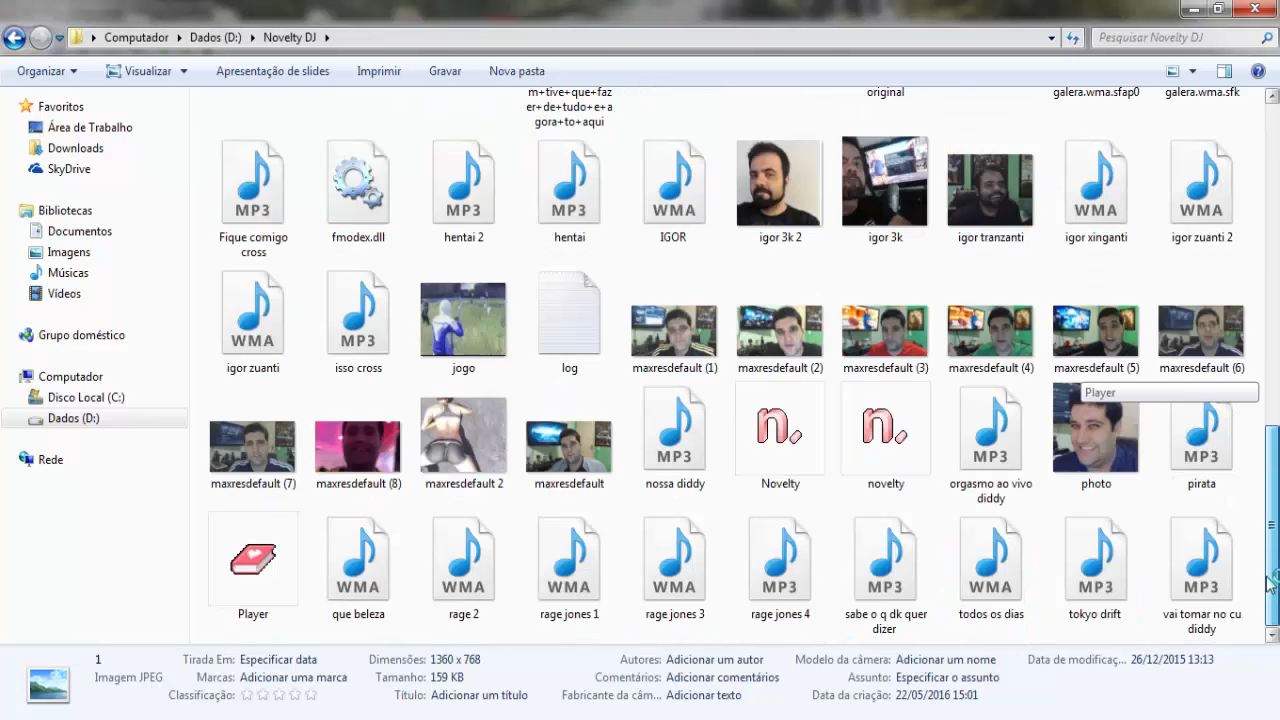 Computador
Dados (D:)
Novelty DJ
Pesquisar Novelty DJ
Organizar
Visualizar
Apresentação de slides
Imprimir
Gravar
Nova pasta
Favoritos
Área de Trabalho
Downloads
SkyDrive
Bibliotecas
Documentos
Imagens
Músicas
Vídeos
Grupo doméstico
Computador
Disco Local (C:)
Dados (D:)
Rede
m+tive+que+faz
er+de+tudo+e+a
gora+to+aqui
original
galera.wma.sfap0
galera.wma.sfk
MP3
MP3
MP3
WMA
WMA
WMA
Fique comigo
cross
fmodex.dll
hentai 2
hentai
IGOR
igor 3k 2
igor 3k
igor tranzanti
igor xinganti
igor zuanti 2
WMA
MP3
igor zuanti
isso cross
jogo
log
maxresdefault (1)
maxresdefault (2)
maxresdefault (3)
maxresdefault (4)
maxresdefault (5)
maxresdefault (6)
Player
MP3
n.
n.
MP3
MP3
maxresdefault (7)
maxresdefault (8)
maxresdefault 2
maxresdefault
nossa diddy
Novelty
novelty
orgasmo ao vivo
diddy
photo
pirata
WMA
WMA
WMA
WMA
MP3
MP3
WMA
MP3
MP3
Player
que beleza
rage 2
rage jones 1
rage jones 3
rage jones 4
sabe o q dk quer
dizer
todos os dias
tokyo drift
vai tomar no cu
diddy
1
Imagem JPEG
Tirada Em: Especificar data
Marcas: Adicionar uma marca
Classificação:
Dimensões: 1360 x 768
Tamanho: 159 KB
Título: Adicionar um título
Autores: Adicionar um autor
Comentários: Adicionar comentários
Fabricante da câm... Adicionar texto
Modelo da câmera: Adicionar um nome
Assunto: Especificar o assunto
Data da criação: 22/05/2016 15:01
Data de modificaç... 26/12/2015 13:13